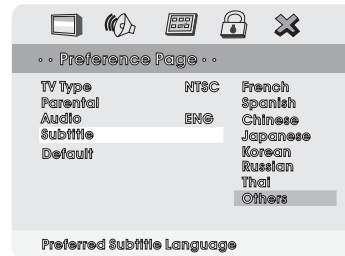 · · Preference Page · ·
TV Type NTSC French
Parental Spanish
Audio ENG Chinese
Subtitle Japanese
Default Korean
Russian
Thai
Others
Preferred Subtitle Language